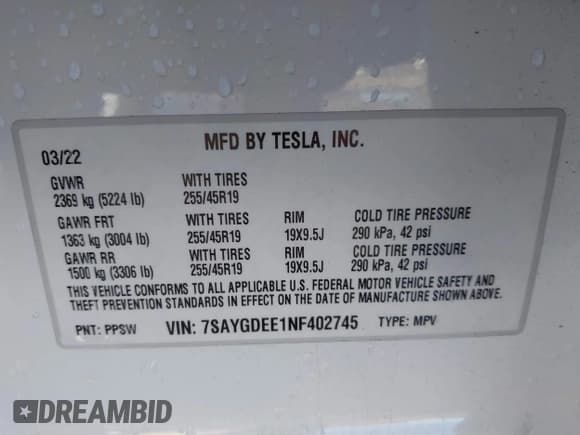 MFD BY TESLA, INC.
03/22
GVWR WITH TIRES
2369 kg (5224 lb) 255/45R19
GAWR FRT WITH TIRES RIM COLD TIRE PRESSURE
1363 kg (3004 lb) 255/45R19 19X9.5J 290 kPa, 42 psi
GAWR RR WITH TIRES RIM COLD TIRE PRESSURE
1500 kg (3306 lb) 255/45R19 19X9.5J 290 kPa, 42 psi
THIS VEHICLE CONFORMS TO ALL APPLICABLE U.S. FEDERAL MOTOR VEHICLE SAFETY AND
THEFT PREVENTION STANDARDS IN EFFECT ON THE DATE OF MANUFACTURE SHOWN ABOVE.
PNT: PPSW VIN: 7SAYGDEE1NF402745 TYPE: MPV
DREAMBID